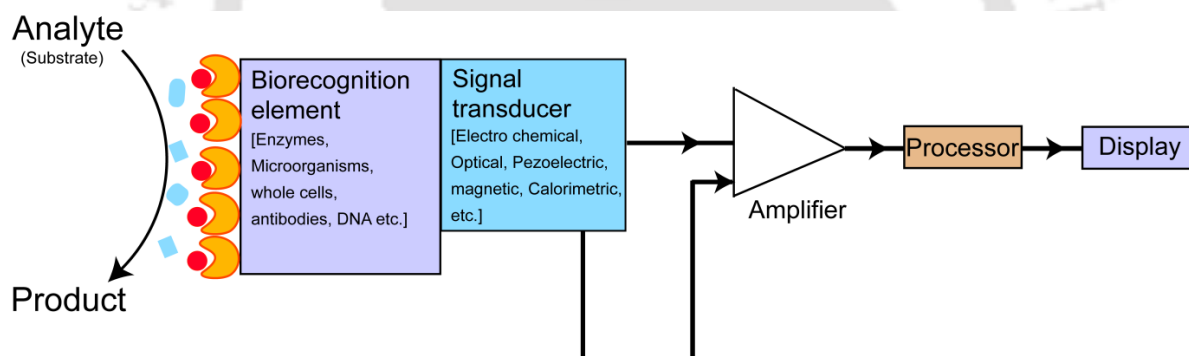 Analyte
(Substrate)
Product
Biorecognition
element
[Enzymes,
Microorganisms,
whole cells,
antibodies, DNA etc.]
Signal
transducer
[Electro chemical,
Optical, Pezoelectric,
magnetic, Calorimetric,
etc.]
Amplifier
Processor
Display